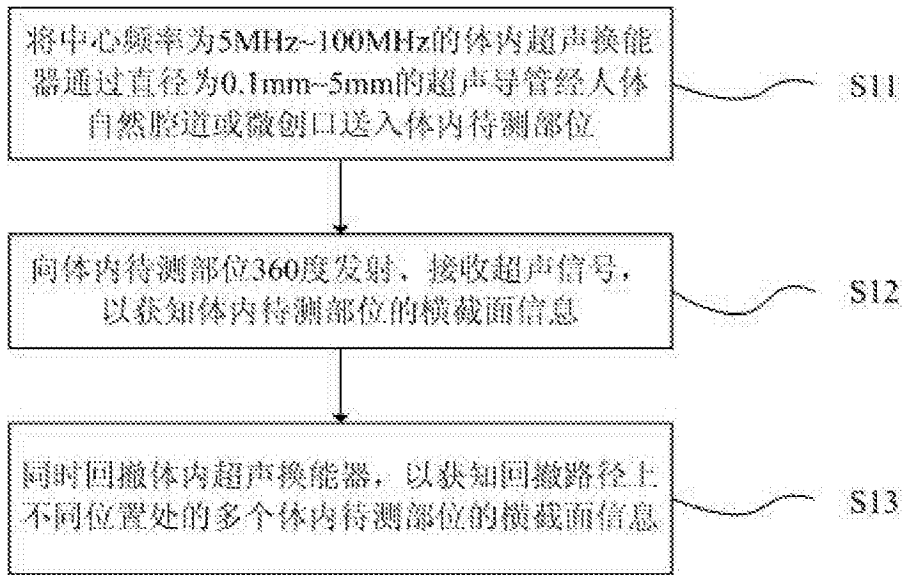 将中心频率为5MHz~100MHz的体内超声换能
器通过直径为0.1mm~5mm的超声导管经人体
自然腔道或微创口送入体内待测部位
S11
向体内待测部位360度发射、接收超声信号，
以获知体内待测部位的横截面信息
S12
同时回撤体内超声换能器，以获知回撤路径上
不同位置处的多个体内待测部位的横截面信息
S13